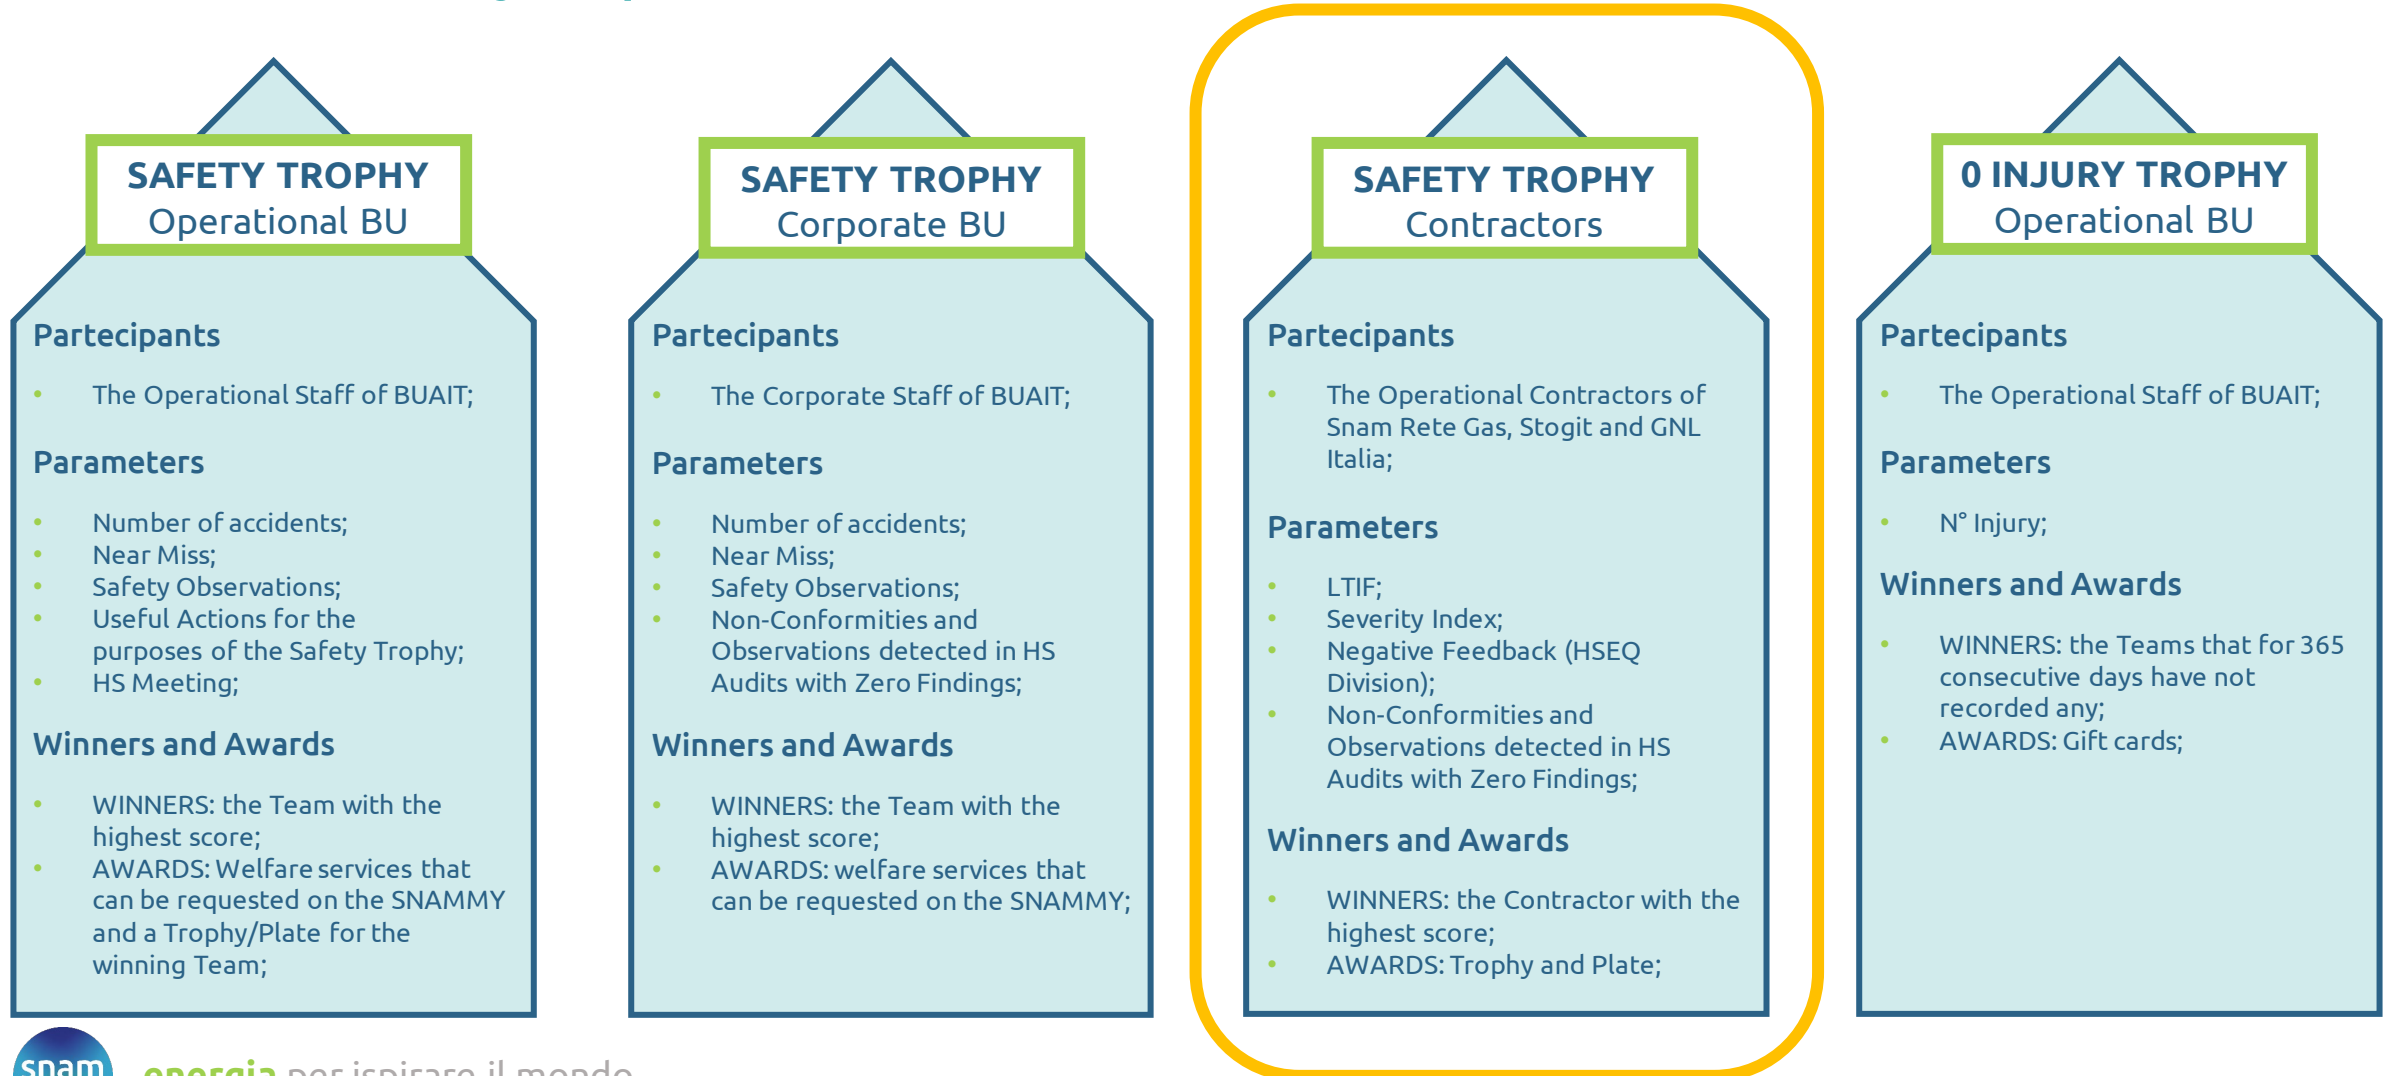 SAFETY TROPHY
Operational BU
Partecipants
• The Operational Staff of BUAIT;
Parameters
• Number of accidents;
• Near Miss;
• Safety Observations;
• Useful Actions for the
purposes of the Safety Trophy;
• HS Meeting;
Winners and Awards
• WINNERS: the Team with the
highest score;
• AWARDS: Welfare services that
can be requested on the SNAMMY
and a Trophy/Plate for the
winning Team;
SAFETY TROPHY
Corporate BU
Partecipants
• The Corporate Staff of BUAIT;
Parameters
• Number of accidents;
• Near Miss;
• Safety Observations;
• Non-Conformities and
Observations detected in HS
Audits with Zero Findings;
Winners and Awards
• WINNERS: the Team with the
highest score;
• AWARDS: welfare services that
can be requested on the SNAMMY;
SAFETY TROPHY
Contractors
Partecipants
• The Operational Contractors of
Snam Rete Gas, Stogit and GNL
Italia;
Parameters
• LTIF;
• Severity Index;
• Negative Feedback (HSEQ
Division);
• Non-Conformities and
Observations detected in HS
Audits with Zero Findings;
Winners and Awards
• WINNERS: the Contractor with the
highest score;
• AWARDS: Trophy and Plate;
0 INJURY TROPHY
Operational BU
Partecipants
• The Operational Staff of BUAIT;
Parameters
• N° Injury;
Winners and Awards
• WINNERS: the Teams that for 365
consecutive days have not
recorded any;
• AWARDS: Gift cards;
snam
energia per ispirare il mondo